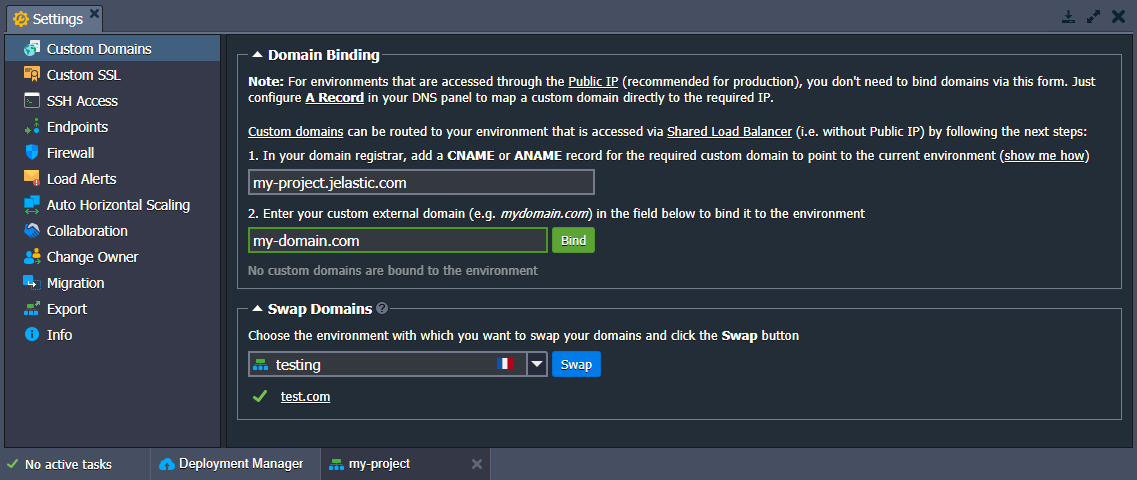 Settings
Custom Domains
Custom SSL
SSH Access
Endpoints
Firewall
Load Alerts
Auto Horizontal Scaling
Collaboration
Change Owner
Migration
Export
Info
Domain Binding
Note: For environments that are accessed through the Public IP (recommended for production), you don't need to bind domains via this form. Just
configure A Record in your DNS panel to map a custom domain directly to the required IP.
Custom domains can be routed to your environment that is accessed via Shared Load Balancer (i.e. without Public IP) by following the next steps:
1. In your domain registrar, add a CNAME or ANAME record for the required custom domain to point to the current environment (show me how)
my-project.jelastic.com
2. Enter your custom external domain (e.g. mydomain.com) in the field below to bind it to the environment
my-domain.com Bind
No custom domains are bound to the environment
Swap Domains ?
Choose the environment with which you want to swap your domains and click the Swap button
testing Swap
test.com
No active tasks Deployment Manager my-project